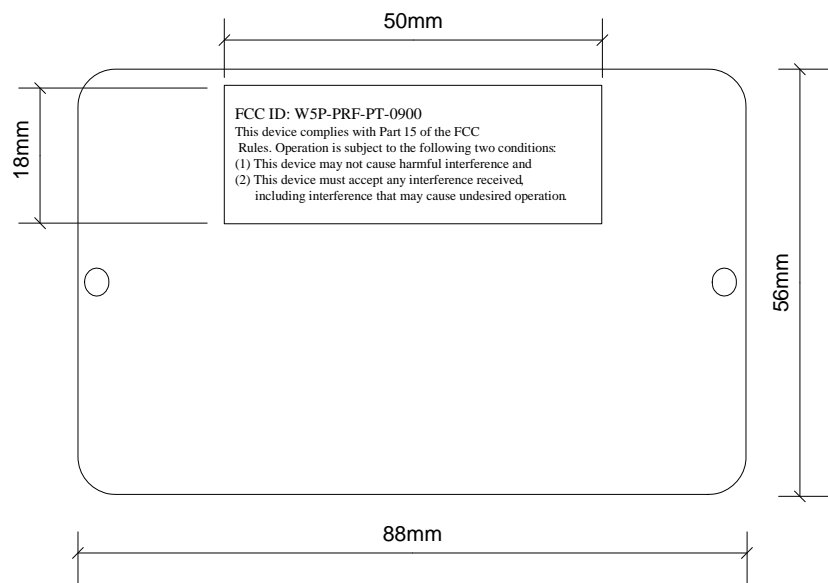 50mm
18mm
FCC ID: W5P-PRF-PT-0900
This device complies with Part 15 of the FCC
Rules. Operation is subject to the following two conditions:
(1) This device may not cause harmful interference and
(2) This device must accept any interference received,
including interference that may cause undesired operation.
56mm
88mm